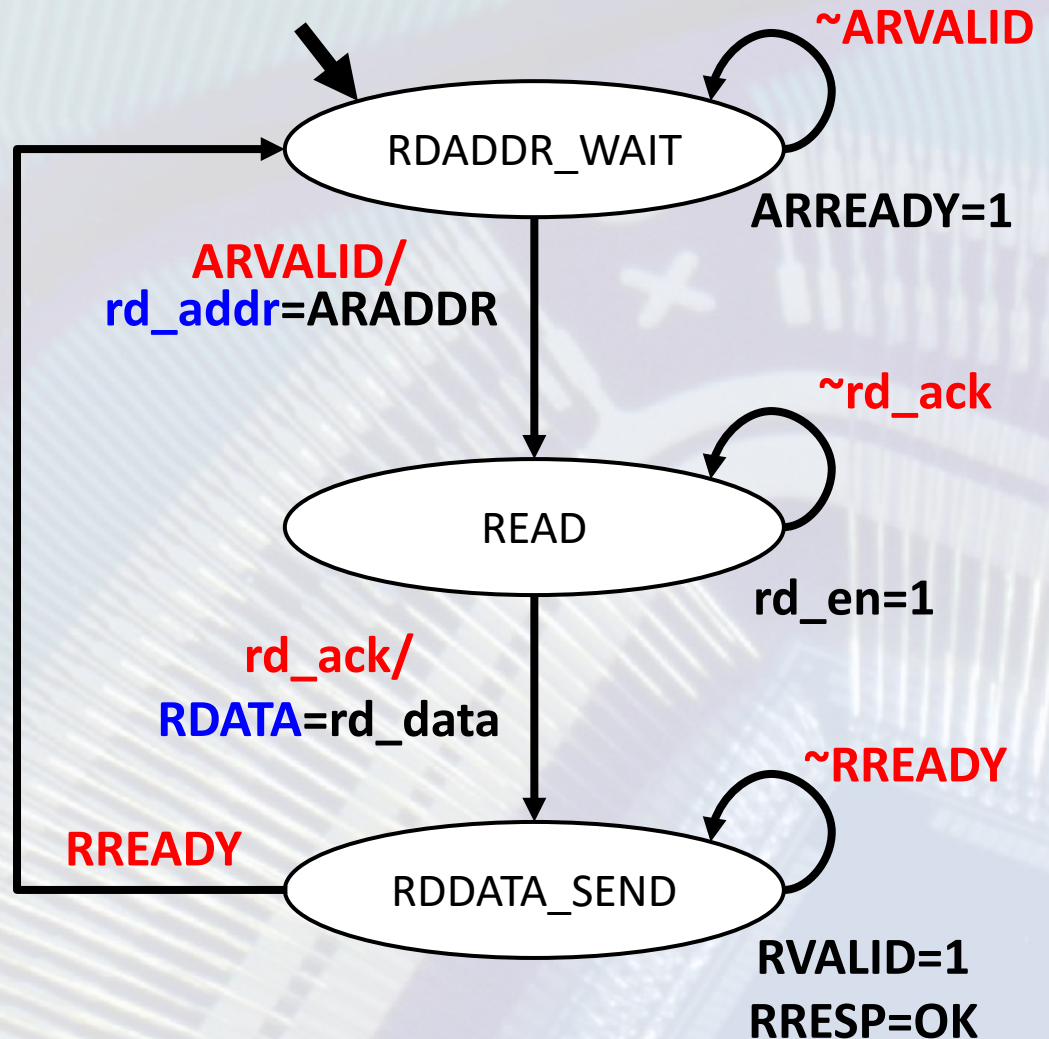 ~ARVALID
RDADDR_WAIT
ARREADY=1
ARVALID/
rd_addr=ARADDR
~rd_ack
READ
rd_en=1
rd_ack/
RDATA=rd_data
~RREADY
RREADY
RDDATA_SEND
RVALID=1
RRESP=OK